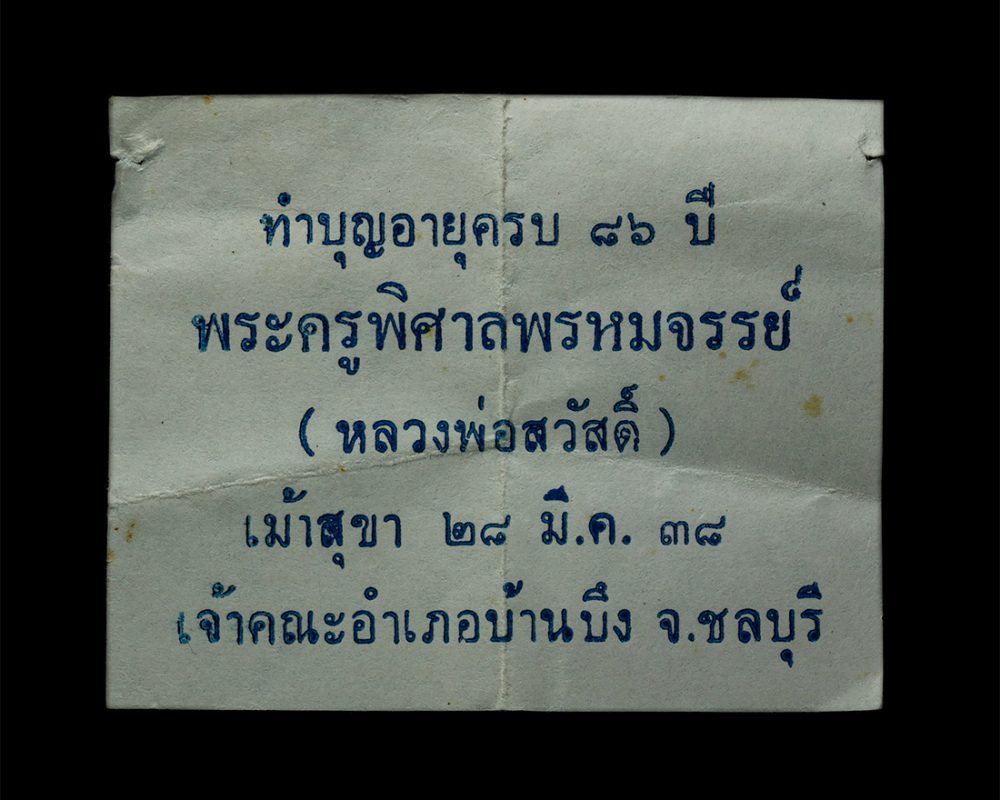 ทำบุญอายุครบ ๘๖ ปี
พระครูพิศาลพรหมจรรย์
( หลวงพ่อสวัสดิ์ )
เม้าสุขา ๒๘ มี.ค. ๓๘
เจ้าคณะอำเภอบ้านบึง จ.ชลบุรี